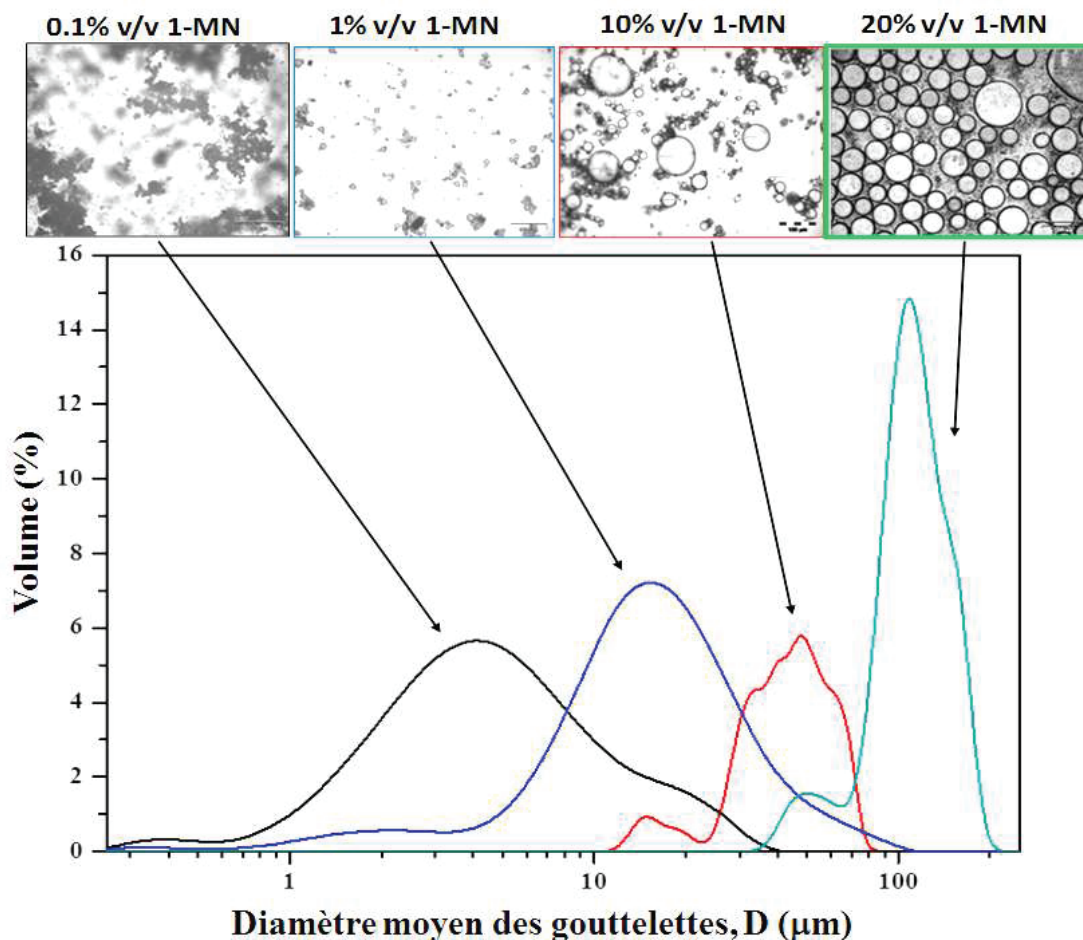 0.1% v/v 1-MN 1% v/v 1-MN 10% v/v 1-MN 20% v/v 1-MN
16
14
12
10
8
6
4
2
0
Volume (%)
1 10 100
Diamètre moyen des gouttelettes, D (µm)